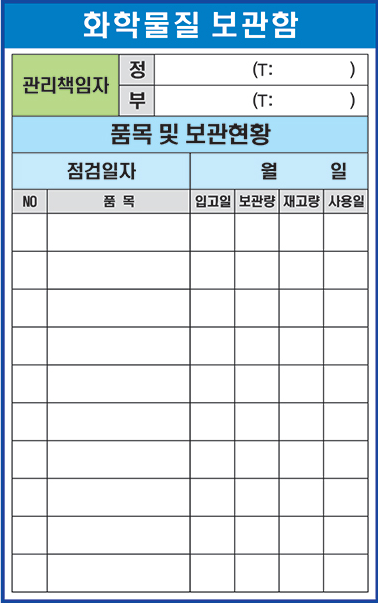 화학물질 보관함
관리책임자 정 (T: )
부 (T: )
품목 및 보관현황
점검일자 월 일
NO 품 목 입고일 보관량 재고량 사용일